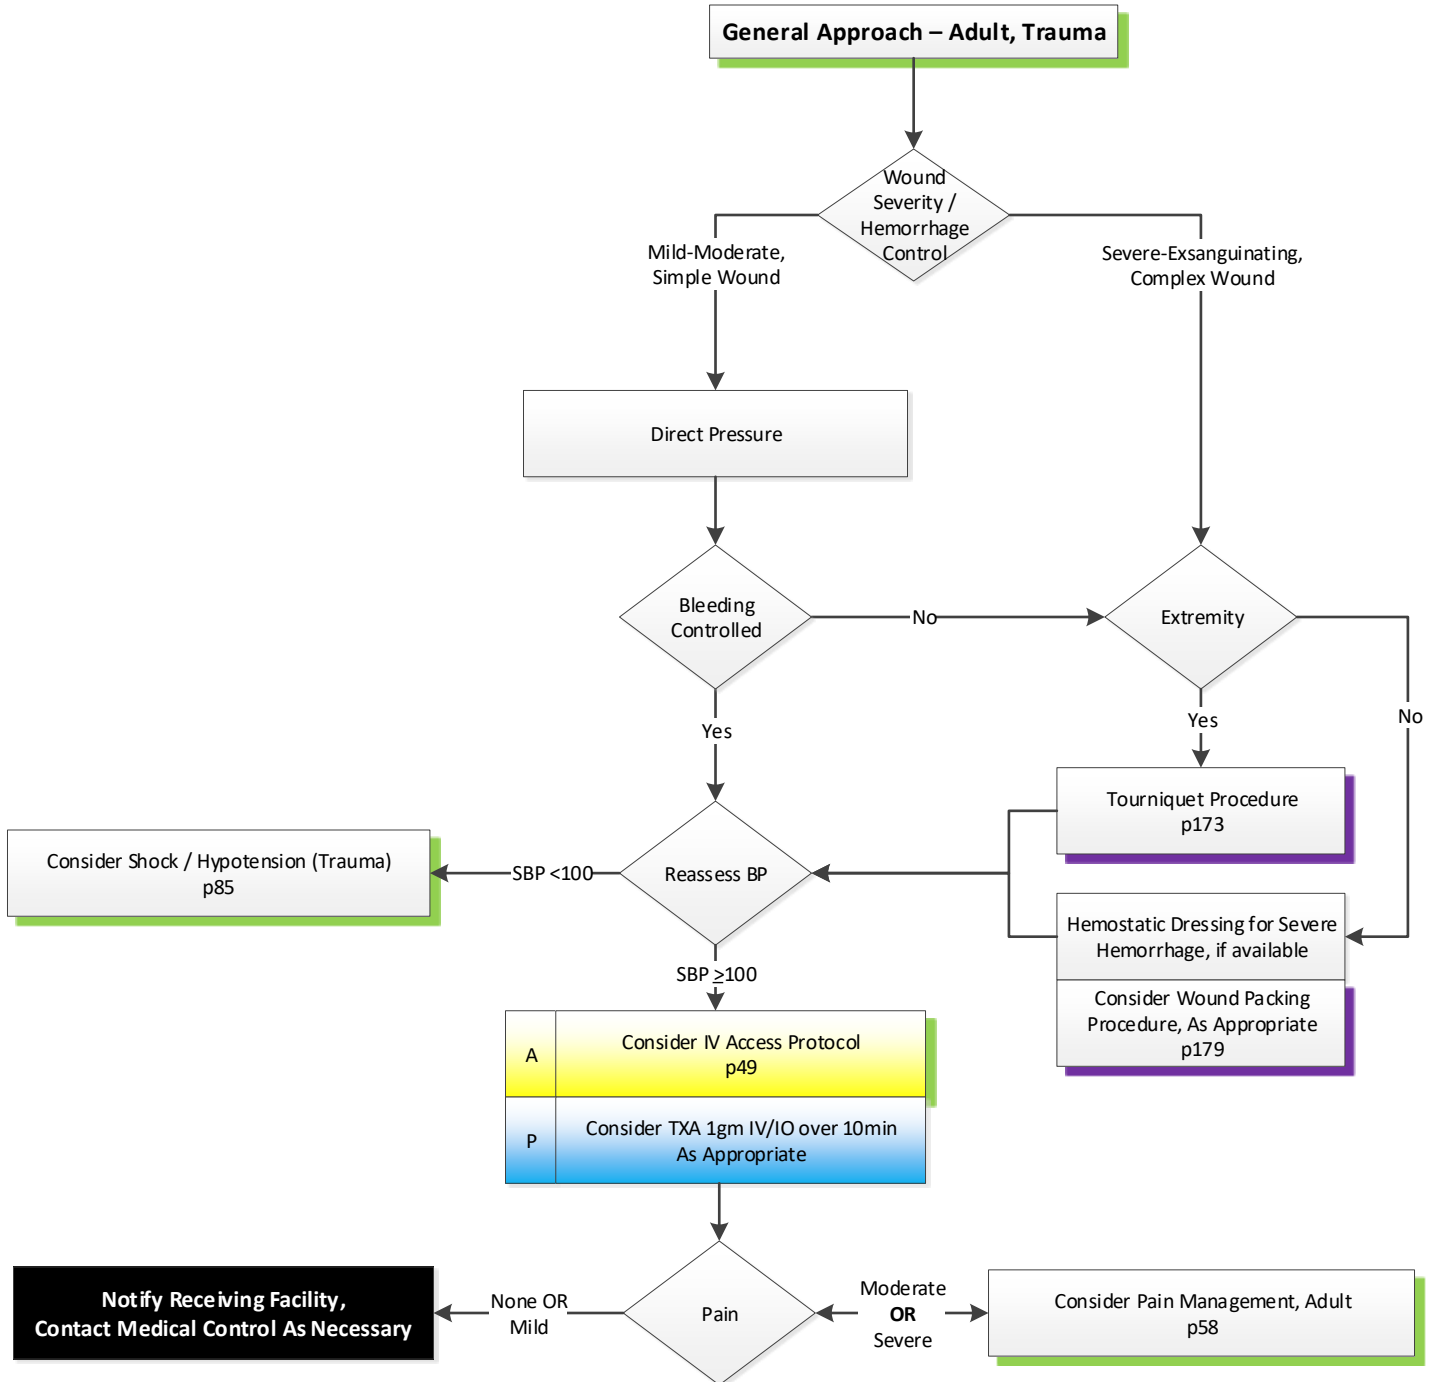 General Approach – Adult, Trauma
Wound
Severity /
Hemorrhage
Control
Mild-Moderate,
Simple Wound
Severe-Exsanguinating,
Complex Wound
Direct Pressure
Bleeding
Controlled
No
Extremity
Yes
Yes
No
Tourniquet Procedure
p173
Consider Shock / Hypotension (Trauma)
p85
SBP <100
Reassess BP
Hemostatic Dressing for Severe
Hemorrhage, if available
SBP ≥100
Consider Wound Packing
Procedure, As Appropriate
p179
A
Consider IV Access Protocol
p49
P
Consider TXA 1gm IV/IO over 10min
As Appropriate
Notify Receiving Facility,
Contact Medical Control As Necessary
None OR
Mild
Pain
Moderate
OR
Severe
Consider Pain Management, Adult
p58